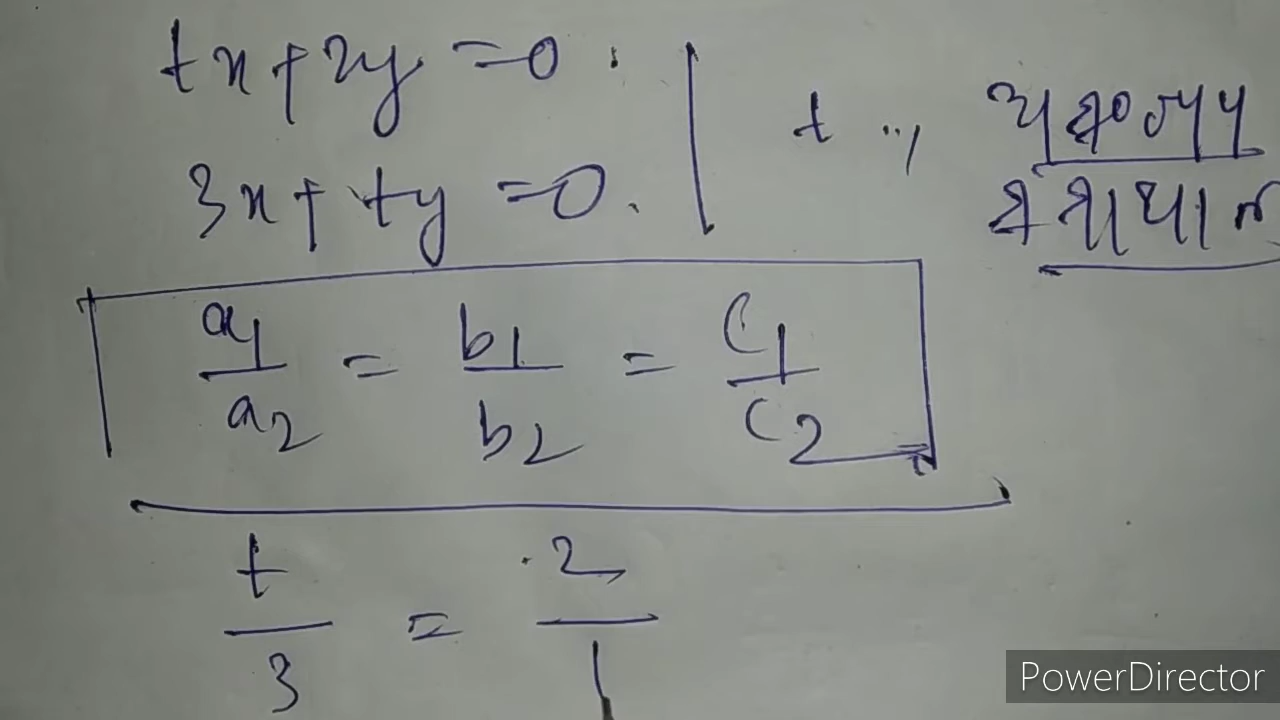 tx+2y=0.
3x+ty=0.
t
a1/a2 = b1/b2 = c1/c2
t/3 = 2/
PowerDirector